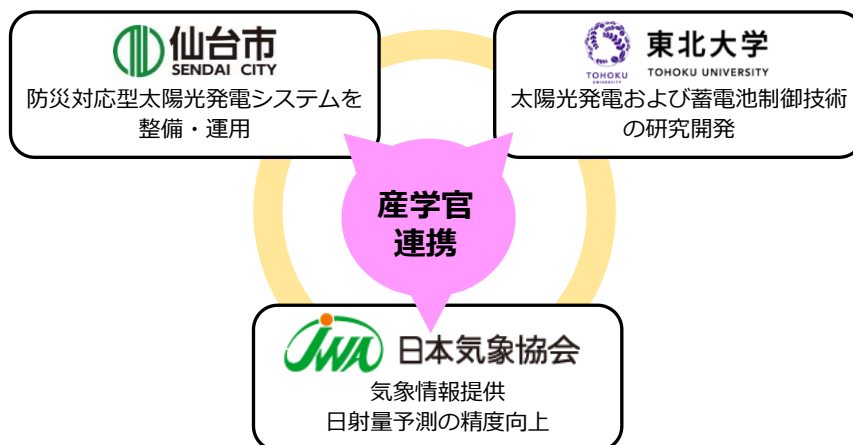 仙台市
SENDAI CITY
防災対応型太陽光発電システムを
整備・運用
東北大学
TOHOKU UNIVERSITY
TOHOKU
UNIVERSITY
太陽光発電および蓄電池制御技術
の研究開発
産学官
連携
JWA 日本気象協会
気象情報提供
日射量予測の精度向上